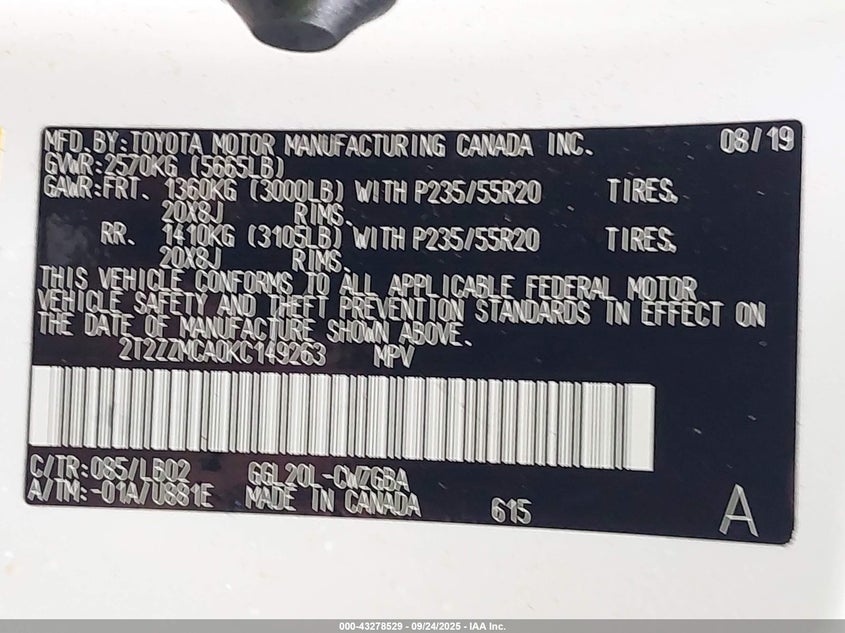 MFD. BY: TOYOTA MOTOR MANUFACTURING CANADA INC. 08/19
GVWR: 2570KG (5665LB)
GAWR: FRT. 1360KG (3000LB) WITH P235/55R20 TIRES.
20X8J RIMS.
RR. 1410KG (3105LB) WITH P235/55R20 TIRES.
20X8J RIMS.
THIS VEHICLE CONFORMS TO ALL APPLICABLE FEDERAL MOTOR
VEHICLE SAFETY AND THEFT PREVENTION STANDARDS IN EFFECT ON
THE DATE OF MANUFACTURE SHOWN ABOVE.
2T2ZZMCA0KC149263 MPV
C/TR: 085/LB02 GGL20L-CWZGBA
A/TM: -01A/U881E MADE IN CANADA 615 A
000-43278529 - 09/24/2025 - IAA Inc.